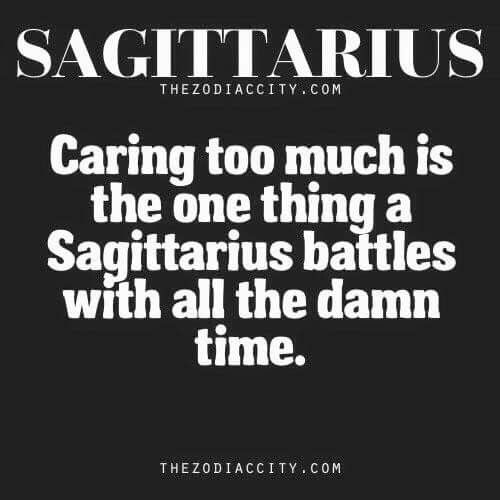 SAGITTARIUS
THEZODIACCITY.COM
Caring too much is
the one thing a
Sagittarius battles
with all the damn
time.
THEZODIACCITY.COM